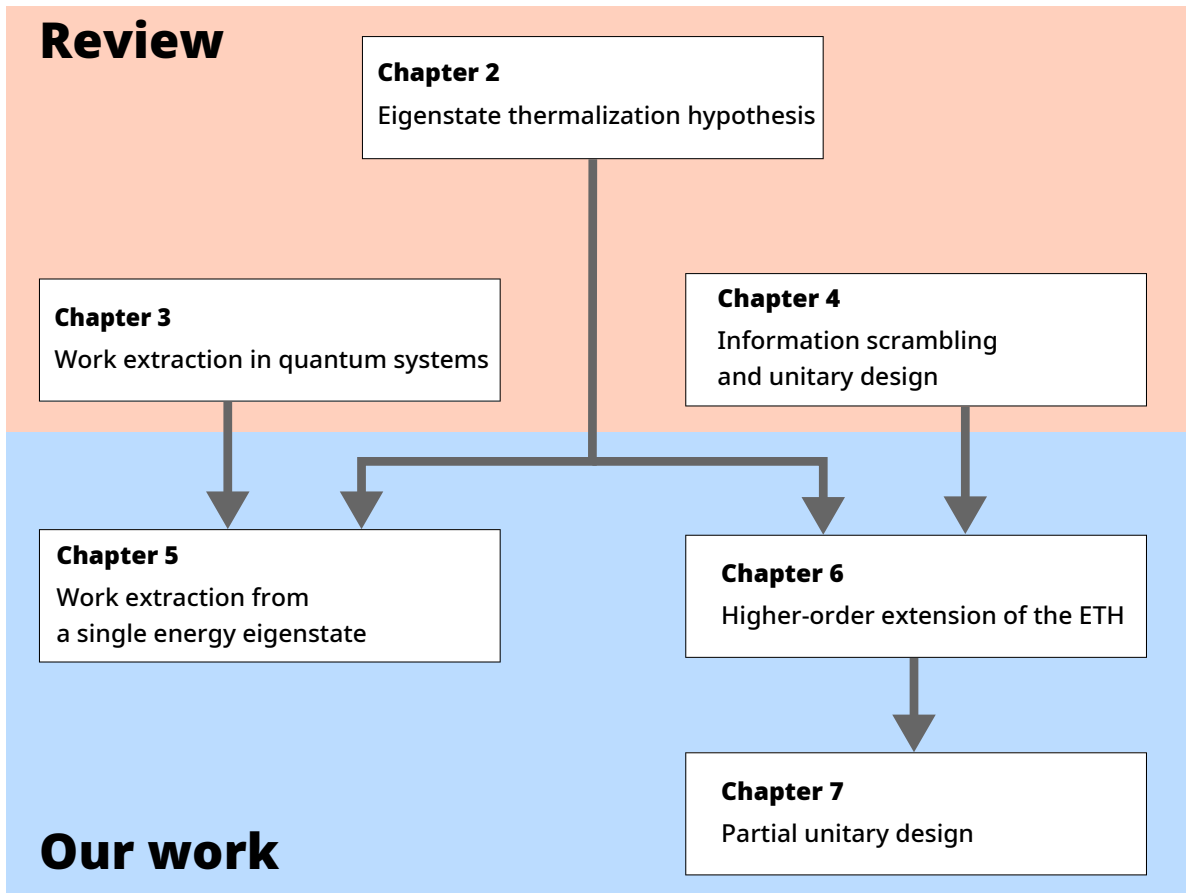 Review
Chapter 2
Eigenstate thermalization hypothesis
Chapter 3
Work extraction in quantum systems
Chapter 4
Information scrambling
and unitary design
Chapter 5
Work extraction from
a single energy eigenstate
Chapter 6
Higher-order extension of the ETH
Chapter 7
Partial unitary design
Our work